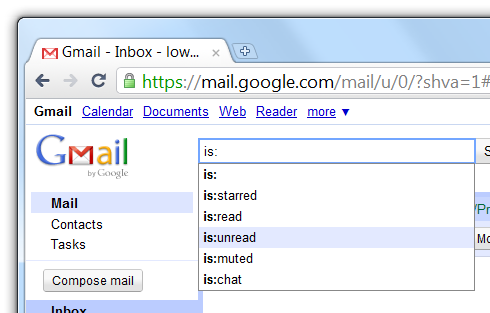 Gmail - Inbox - low...
https://mail.google.com/mail/u/0/?shva=1#
Gmail Calendar Documents Web Reader more ▼
Gmail
by Google
is:
S
is:
is:starred
is:read
is:unread
is:muted
is:chat
Mail
Contacts
Tasks
Compose mail
Inbox
/Pr
Mo